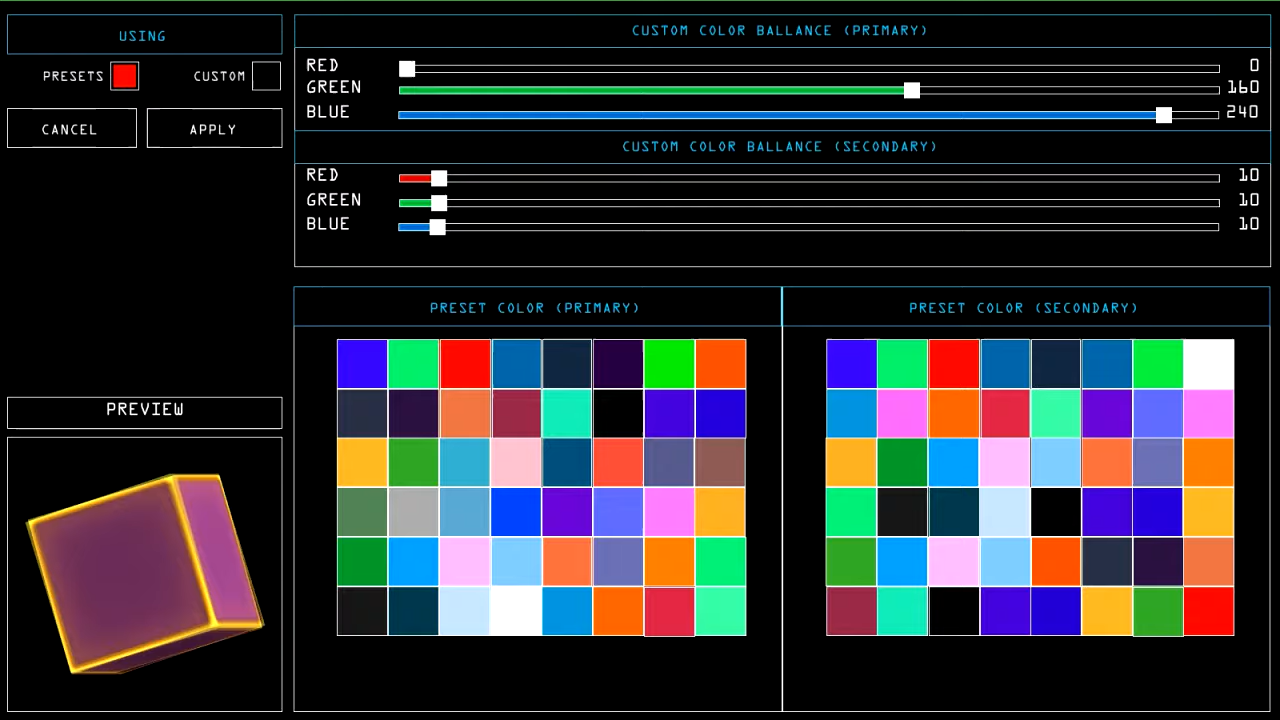 USING
PRESETS CUSTOM
CANCEL APPLY
CUSTOM COLOR BALLANCE (PRIMARY)
RED 0
GREEN 160
BLUE 240
CUSTOM COLOR BALLANCE (SECONDARY)
RED 10
GREEN 10
BLUE 10
PRESET COLOR (PRIMARY)
PRESET COLOR (SECONDARY)
PREVIEW